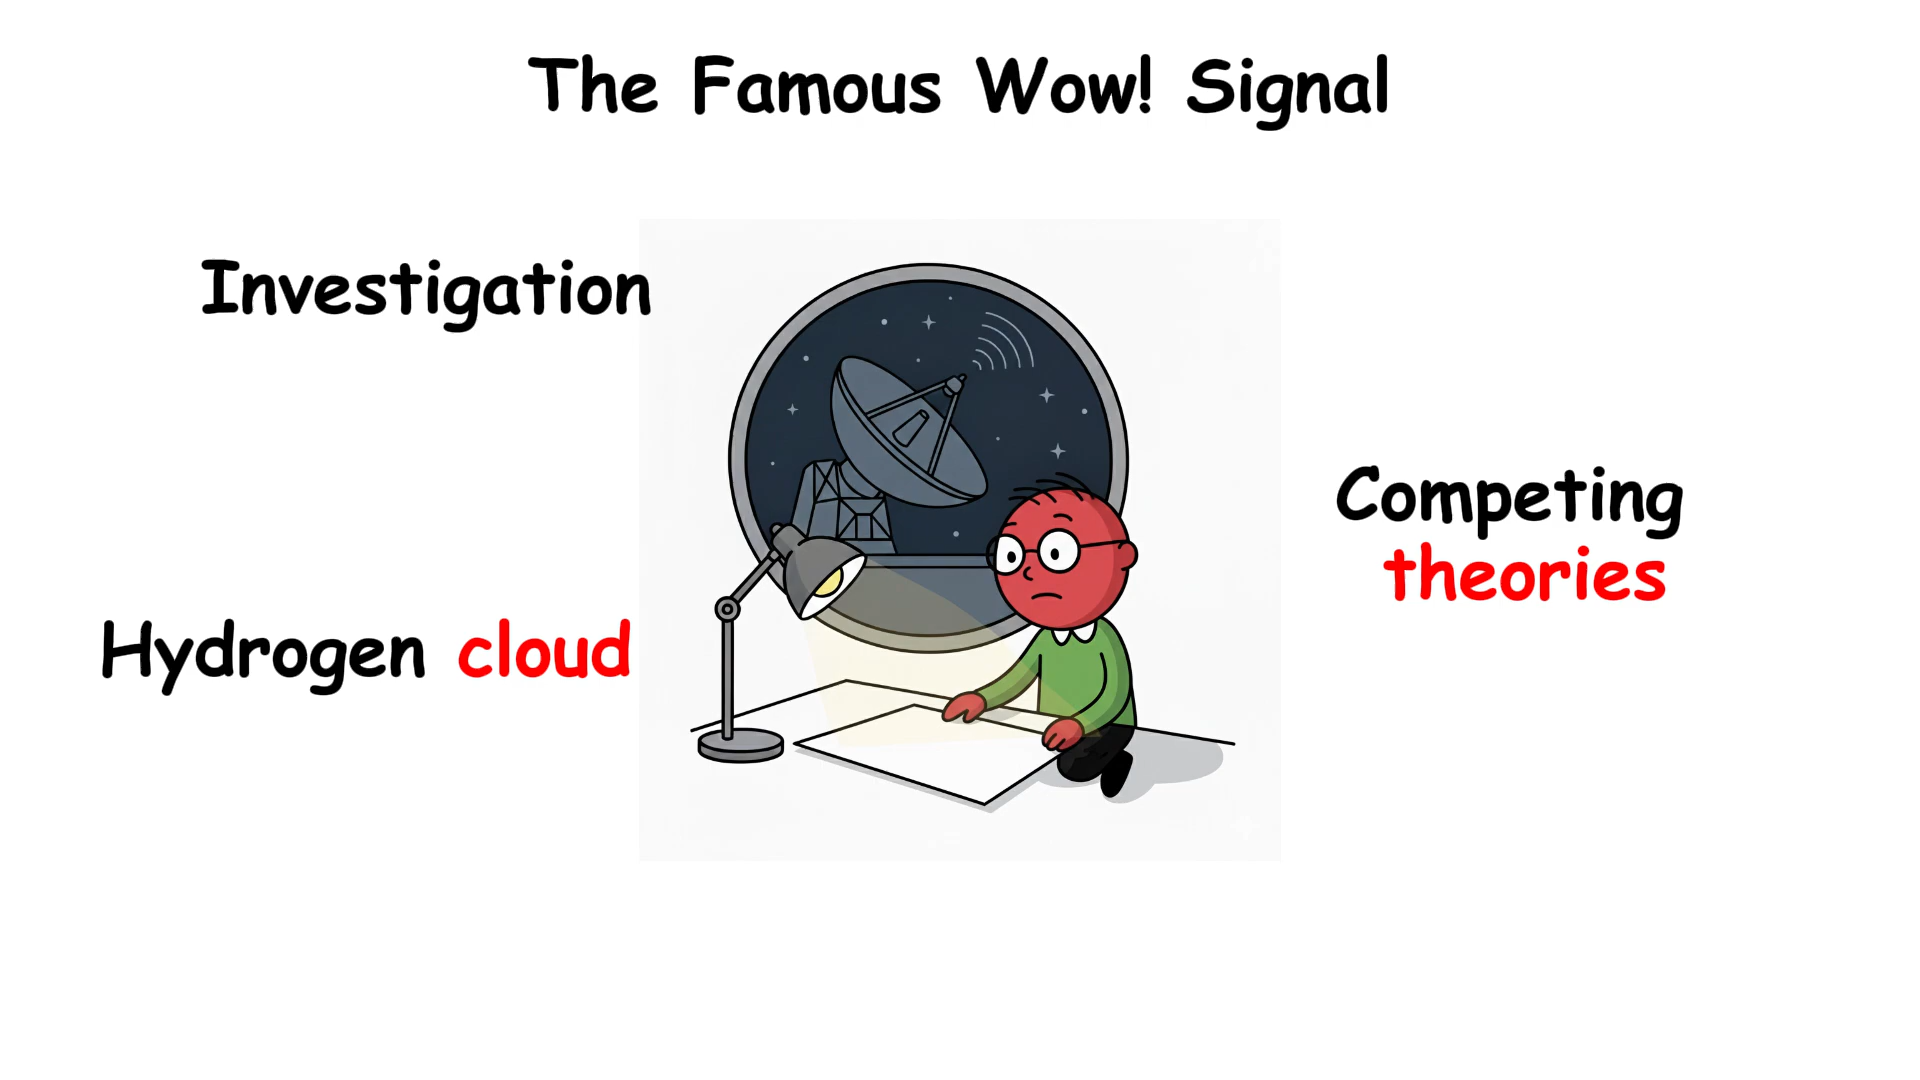 The Famous Wow! Signal
Investigation
Competing
theories
Hydrogen cloud